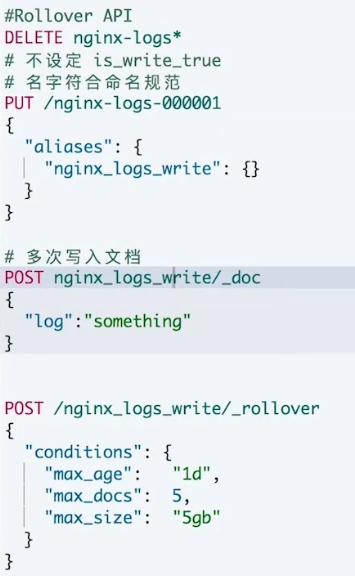 #Rollover API
DELETE nginx-logs*
# 不设定 is_write_true
# 名字符合命名规范
PUT /nginx-logs-000001
{
  "aliases": {
    "nginx_logs_write": {}
  }
}

# 多次写入文档
POST nginx_logs_write/_doc
{
  "log":"something"
}

POST /nginx_logs_write/_rollover
{
  "conditions": {
    "max_age":   "1d",
    "max_docs":  5,
    "max_size":  "5gb"
  }
}